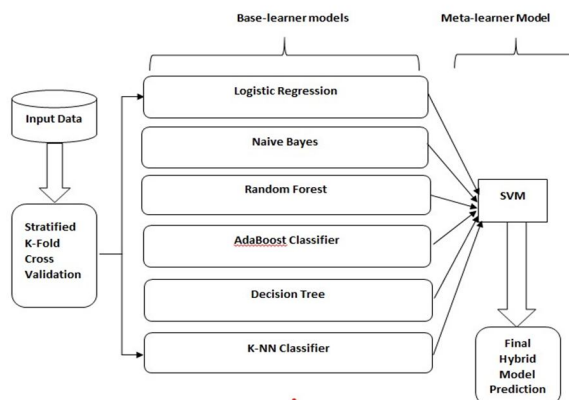 Base-learner models
Meta-learner Model
Input Data
Stratified
K-Fold
Cross
Validation
Logistic Regression
Naive Bayes
Random Forest
AdaBoost Classifier
Decision Tree
K-NN Classifier
SVM
Final
Hybrid
Model
Prediction